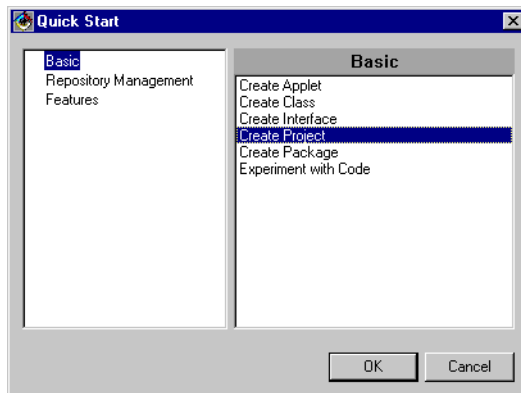 Quick Start
Basic
Repository Management
Features
Basic
Create Applet
Create Class
Create Interface
Create Project
Create Package
Experiment with Code
OK
Cancel